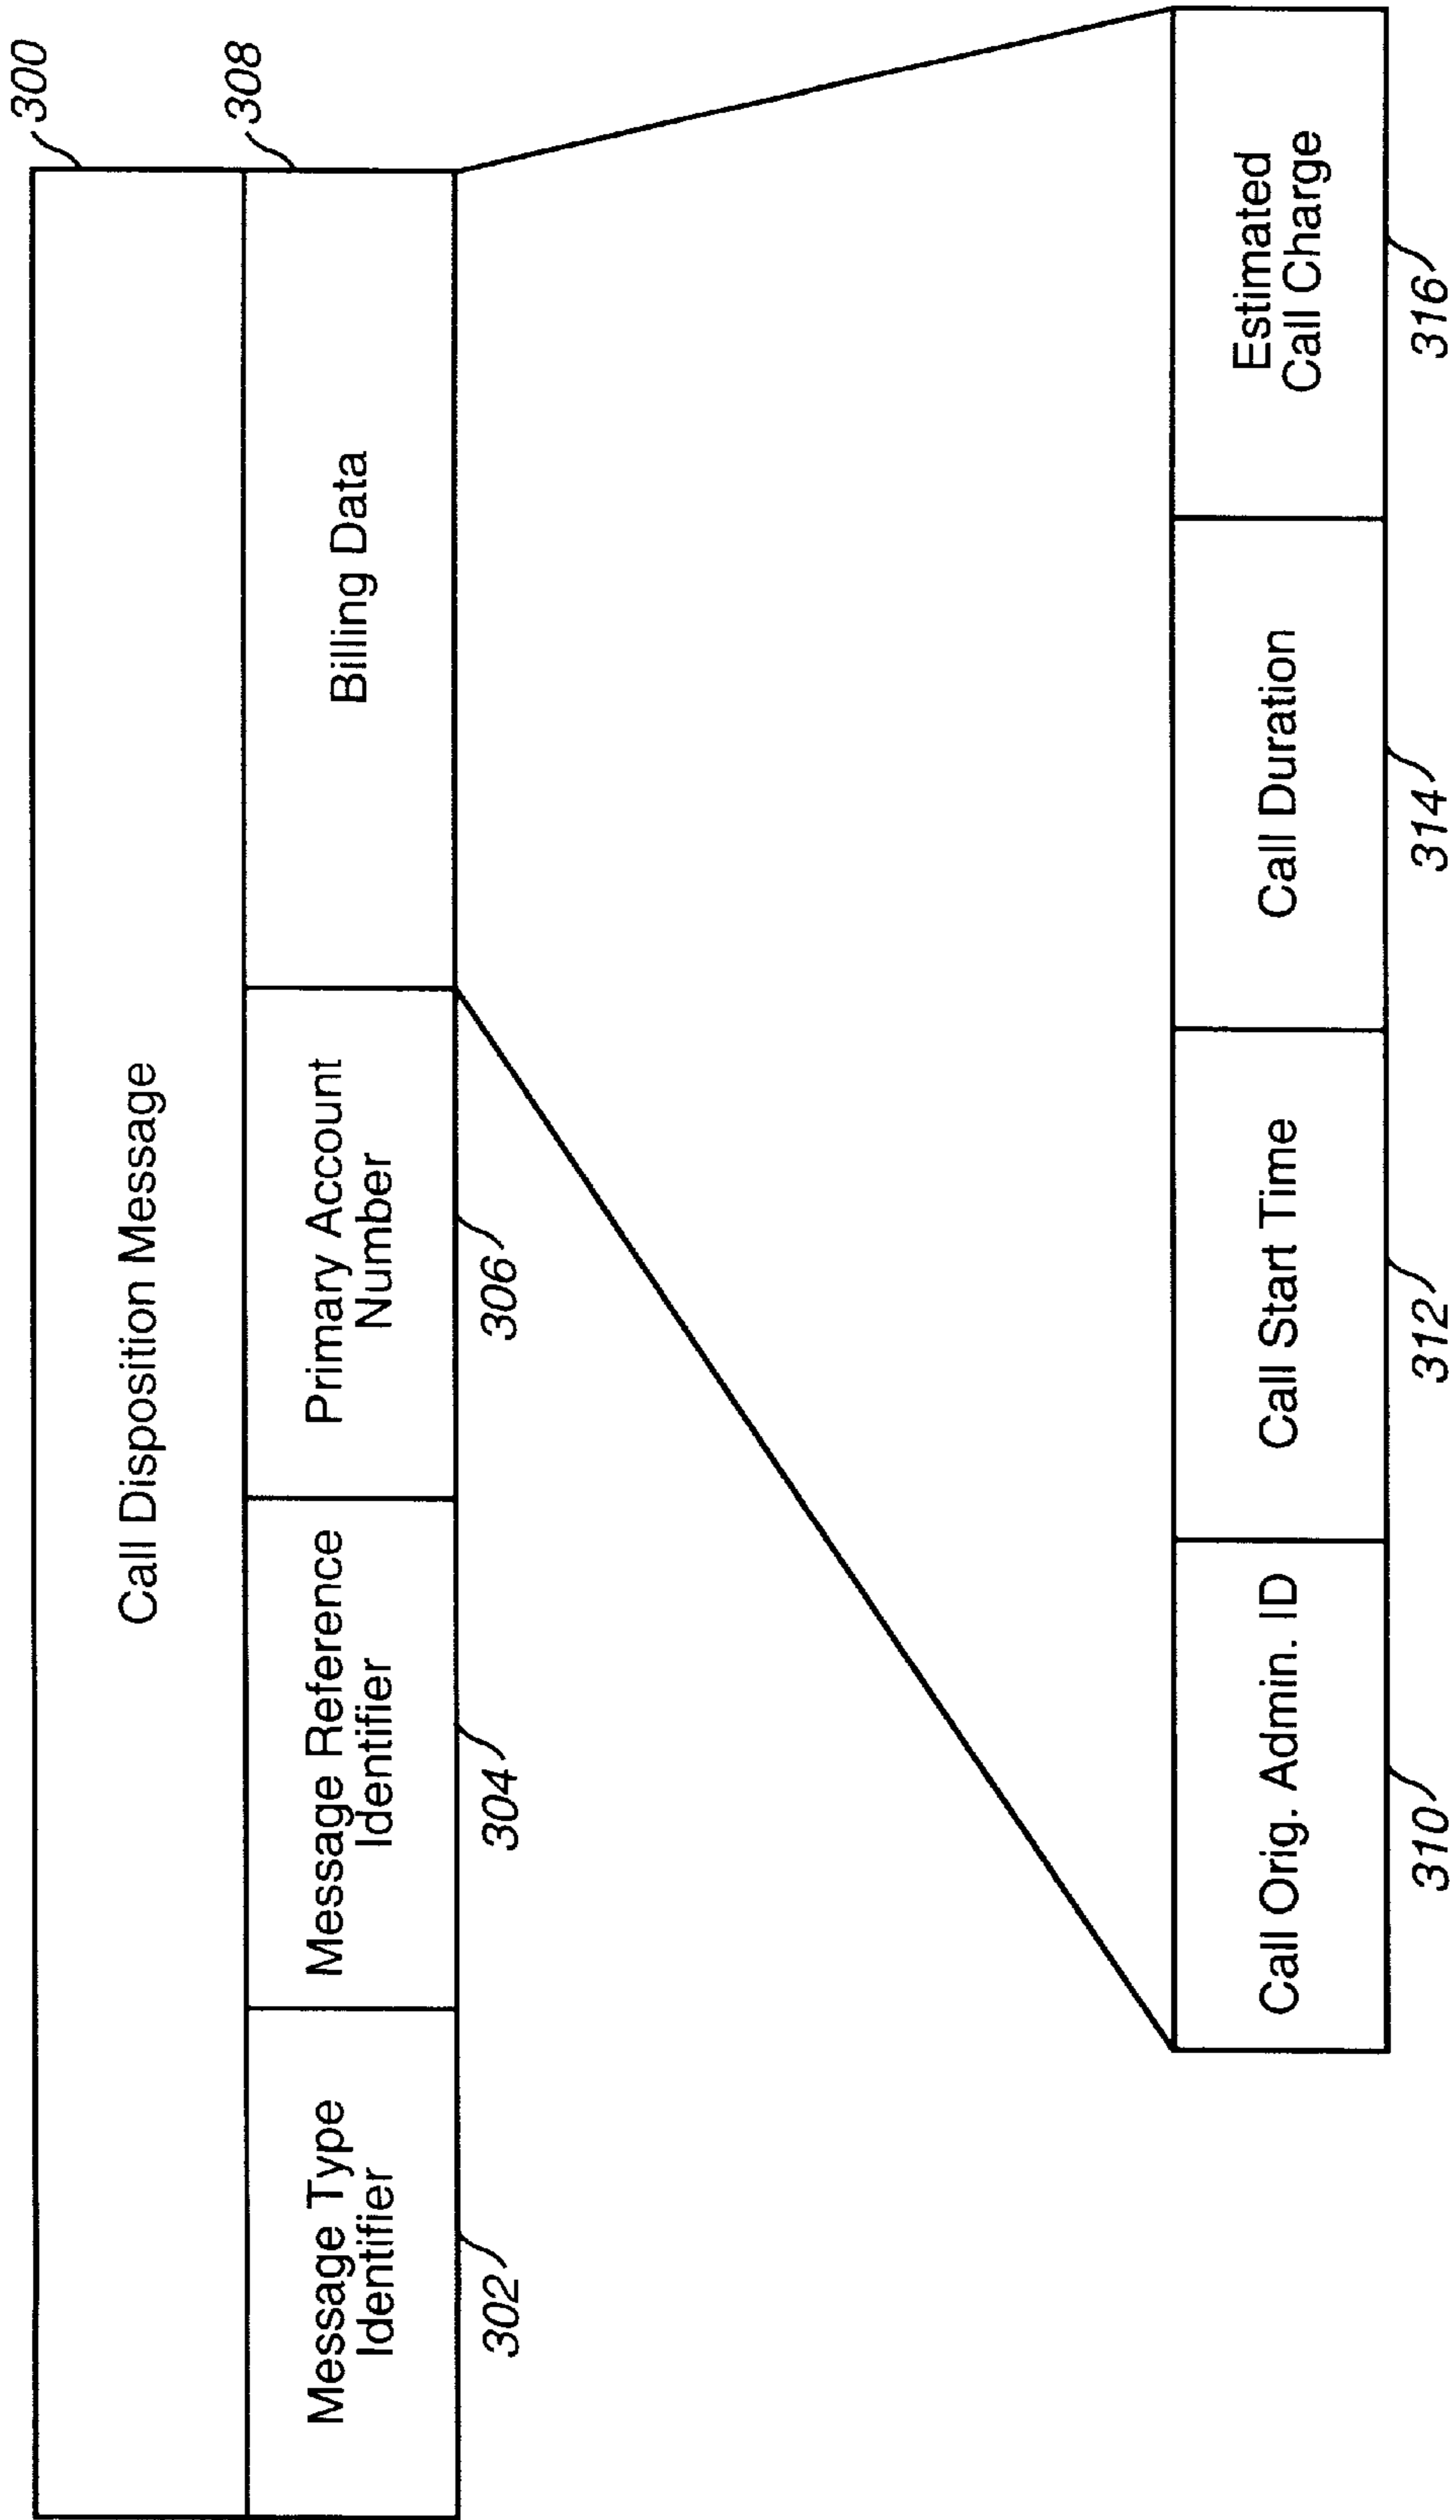 300
Call Disposition Message
308
Message Type
Identifier
Message Reference
Identifier
Primary Account
Number
Billing Data
302
304
306
Call Orig. Admin. ID
Call Start Time
Call Duration
Estimated
Call Charge
310
312
314
316